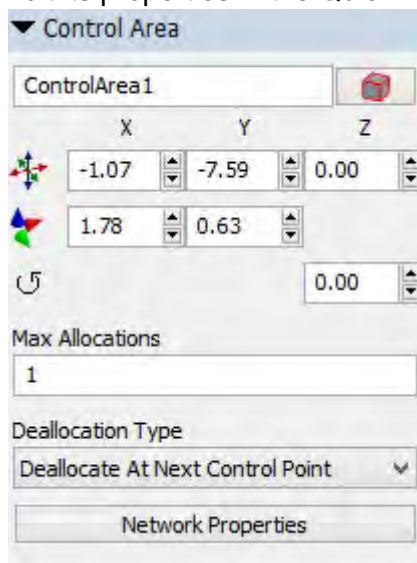 Control Area
ControlArea1
X Y Z
-1.07 -7.59 0.00
1.78 0.63
0.00
Max Allocations
1
Deallocation Type
Deallocate At Next Control Point
Network Properties